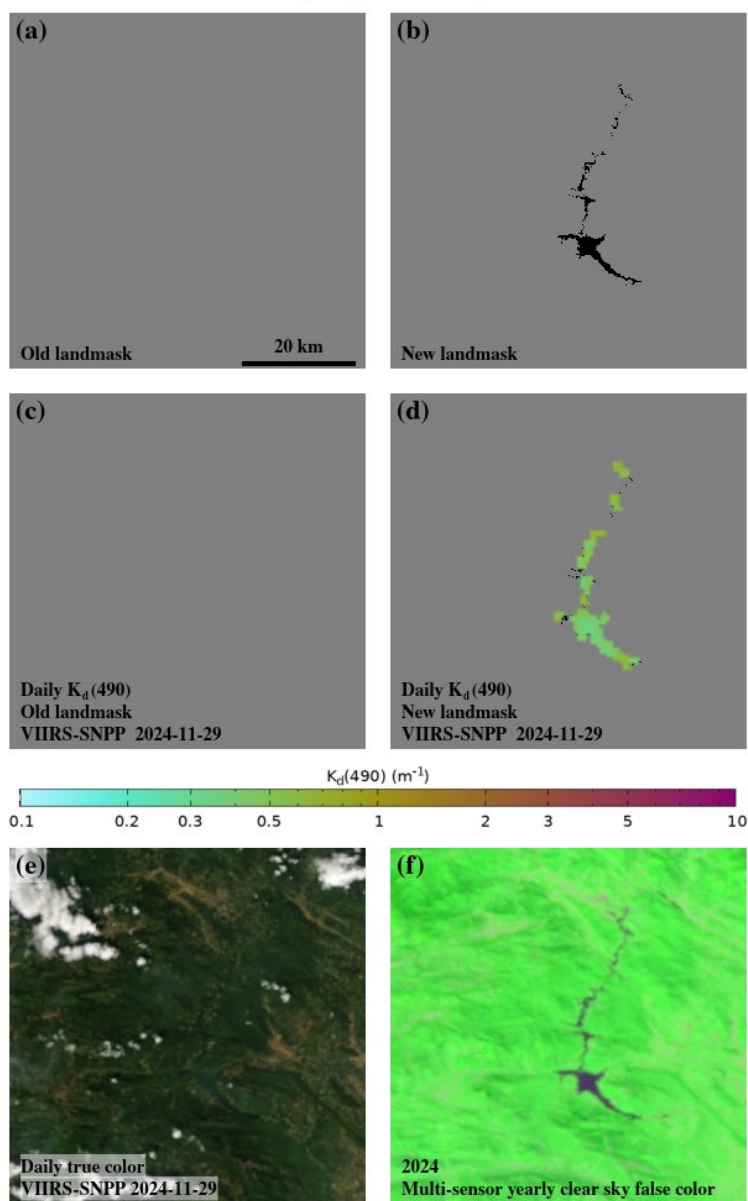 (a)
(b)
Old landmask
20 km
New landmask
(c)
(d)
Daily Kd(490)
Old landmask
VIIRS-SNPP 2024-11-29
Daily Kd(490)
New landmask
VIIRS-SNPP 2024-11-29
Kd(490) (m-1)
0.1 0.2 0.3 0.5 1 2 3 5 10
(e)
(f)
Daily true color
VIIRS-SNPP 2024-11-29
2024
Multi-sensor yearly clear sky false color